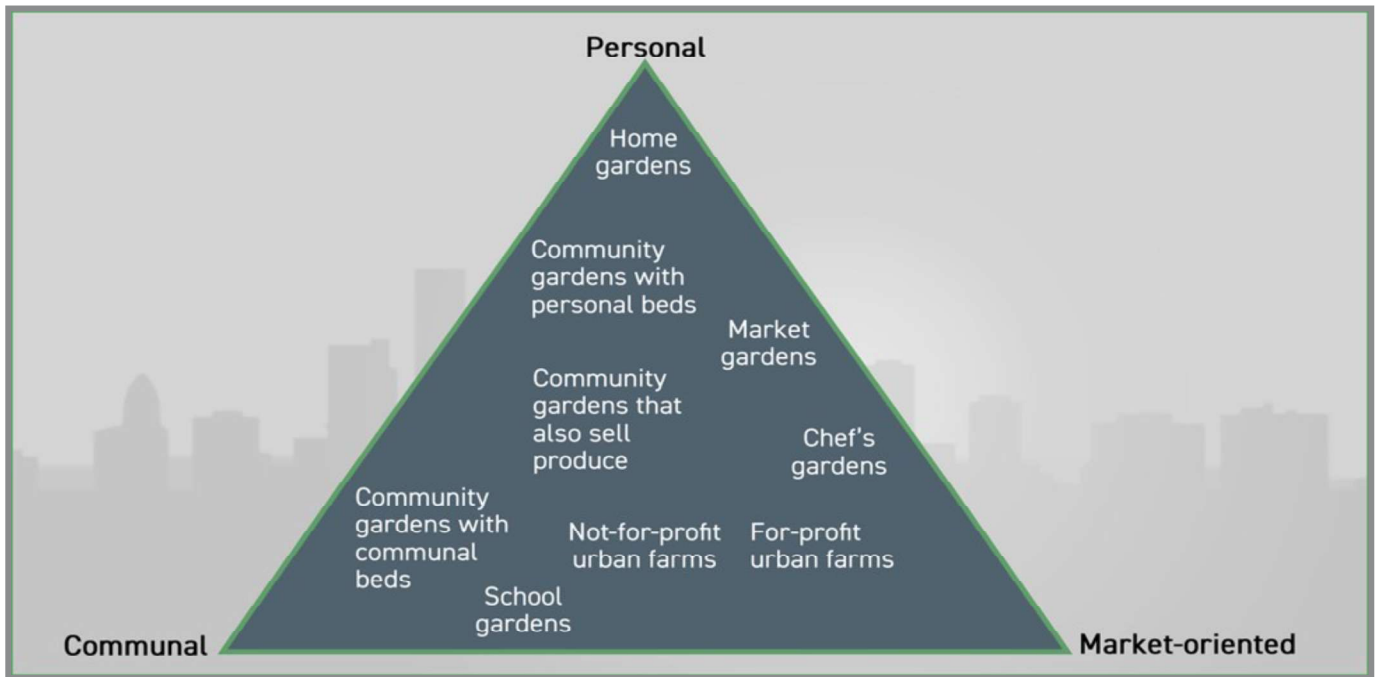 Personal
Home
gardens
Community
gardens with
personal beds
Market
gardens
Community
gardens that
also sell
produce
Chef's
gardens
Community
gardens with
communal
beds
Not-for-profit
urban farms
For-profit
urban farms
School
gardens
Communal
Market-oriented